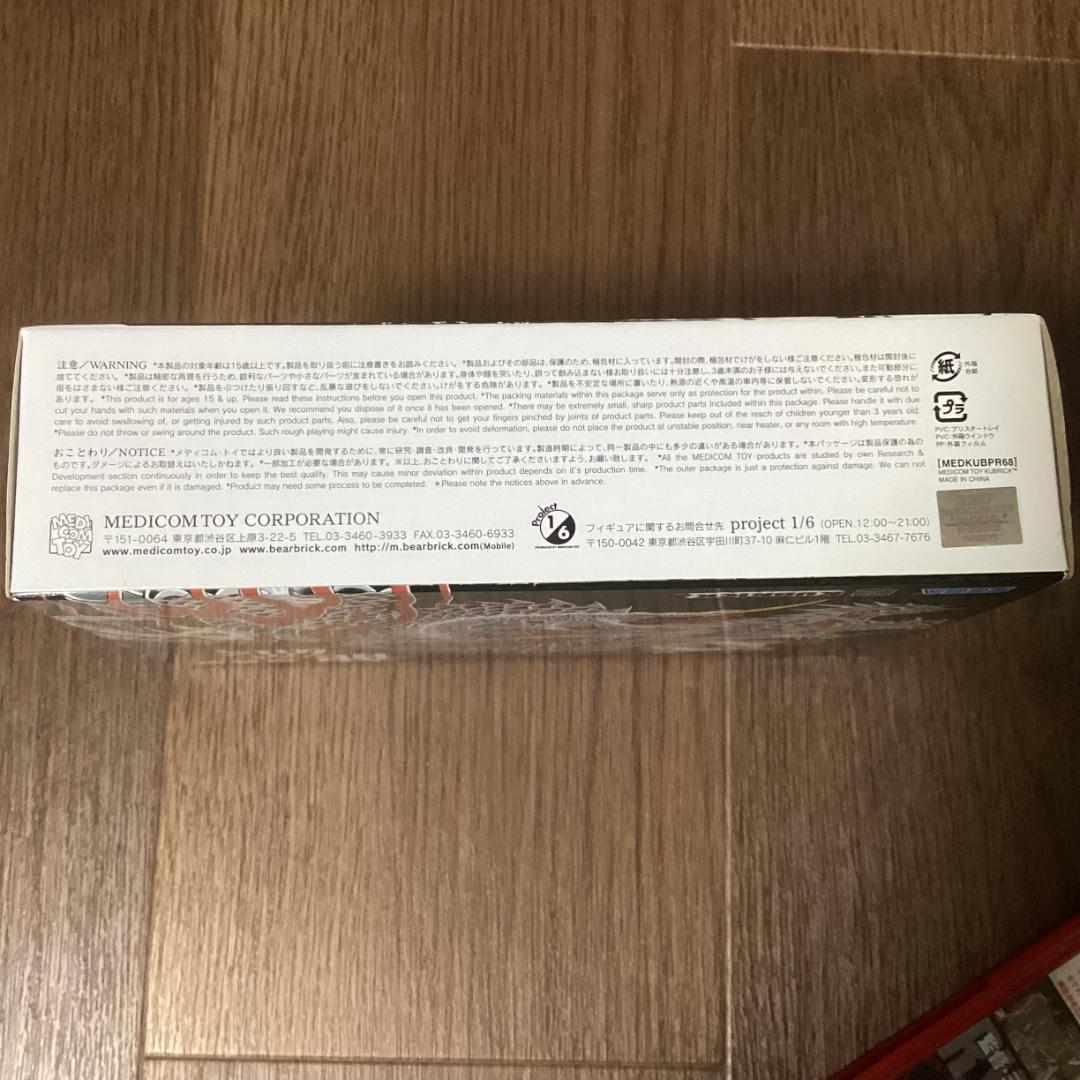 注意／WARNING *本製品の対象年齢は15歳以上です。製品を取り扱う前に注意書きをお読みください。 *製品およびその部品は、保護のため、梱包材に入っています。開封の際、梱包材でけがをしない様ご注意ください。梱包材は開封後に
捨ててください。 *製品は精密な再現を行うため、鋭利なパーツや小さなパーツが含まれている場合があります。身体や顔を突いたり、誤って飲み込まない様お取り扱いには十分注意し、3歳未満のお子様には与えないでください。また可動部分に
指をはさまない様ご注意ください。 *製品をぶつけたり振り回すなど、乱暴な遊びをしないでください。けがをする危険があります。 *製品を不安定な場所に置いたり、熱源の近くや高温の車内等に保管しないでください。変形する恐れが
あります。 *This product is for ages 15 & up. Please read these instructions before you open this product. *The packing materials within this package serve only as protection for the product within. Please be careful not to
cut your hands with such materials when you open it. We recommend you dispose of it once it has been opened. *There may be extremely small, sharp product parts included within this package. Please handle it with due
care to avoid swallowing of, or getting injured by such product parts. Also, please be careful not to get your fingers pinched by joints of product parts. Please keep out of the reach of children younger than 3 years old.
*Please do not throw or swing around the product. Such rough playing might cause injury. *In order to avoid deformation, please do not place the product at unstable position, near heater, or any room with high temperature.
おことわり／NOTICE *メディコム・トイではより良い製品を開発するために、常に研究・調査・改良・開発を行っています。製造時期によって、同一製品の中にも多少の違いがある場合があります。 *本パッケージは製品保護の為の
ものです。ダメージによるお取替えはいたしかねます。 *一部加工が必要な場合があります。 ※以上、おことわりに関してご了承くださいますよう、お願い致します。 *All the MEDICOM TOY products are studied by own Research &
Development section continuously in order to keep the best quality. This may cause minor deviation within product depends on it's production time. *The outer package is just a protection against damage. We can not
replace this package even if it is damaged. *Product may need some process to be completed. *Please note the notices above in advance.
MEDI COM TOY
MEDICOM TOY CORPORATION
〒151-0064 東京都渋谷区上原3-22-5 TEL.03-3460-3933 FAX.03-3460-6933
www.medicomtoy.co.jp www.bearbrick.com http://m.bearbrick.com(Mobile)
Project 1/6
PRODUCED BY MEDICOM TOY
フィギュアに関するお問合せ先 project 1/6 (OPEN.12:00~21:00)
〒150-0042 東京都渋谷区宇田川町37-10 麻仁ビル1階 TEL.03-3467-7676
紙 外箱
台紙
プラ
PVC:ブリスタートレイ
PVC:外箱ウインドウ
PP:外装フィルム
[MEDKUBPR68]
MEDICOM TOY KUBRICK™
MADE IN CHINA